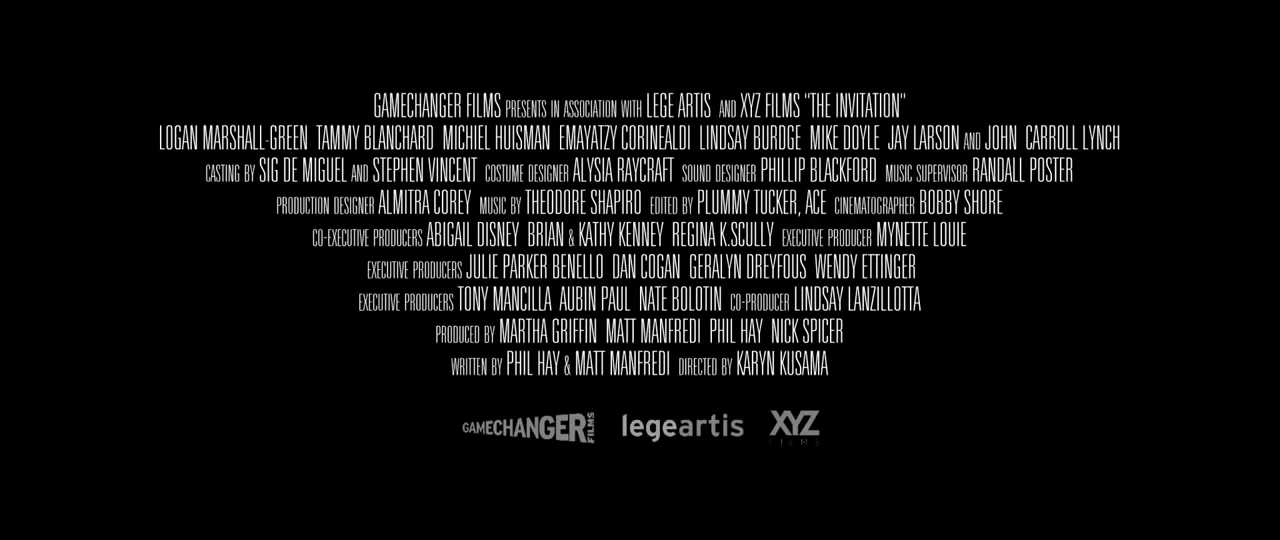 GAMECHANGER FILMS PRESENTS IN ASSOCIATION WITH LEGE ARTIS AND XYZ FILMS "THE INVITATION"
LOGAN MARSHALL-GREEN TAMMY BLANCHARD MICHIEL HUISMAN EMAYATZY CORINEALDI LINDSAY BURDGE MIKE DOYLE JAY LARSON AND JOHN CARROLL LYNCH
CASTING BY SIG DE MIGUEL AND STEPHEN VINCENT COSTUME DESIGNER ALYSIA RAYCRAFT SOUND DESIGNER PHILLIP BLACKFORD MUSIC SUPERVISOR RANDALL POSTER
PRODUCTION DESIGNER ALMITRA COREY MUSIC BY THEODORE SHAPIRO EDITED BY PLUMMY TUCKER, ACE CINEMATOGRAPHER BOBBY SHORE
CO-EXECUTIVE PRODUCERS ABIGAIL DISNEY BRIAN & KATHY KENNEY REGINA K.SCULLY EXECUTIVE PRODUCER MYNETTE LOUIE
EXECUTIVE PRODUCERS JULIE PARKER BENELLO DAN COGAN GERALYN DREYFOUS WENDY ETTINGER
EXECUTIVE PRODUCERS TONY MANCILLA AUBIN PAUL NATE BOLOTIN CO-PRODUCER LINDSAY LANZILLOTTA
PRODUCED BY MARTHA GRIFFIN MATT MANFREDI PHIL HAY NICK SPICER
WRITTEN BY PHIL HAY & MATT MANFREDI DIRECTED BY KARYN KUSAMA
GAMECHANGER FILMS legeartis XYZ FILMS